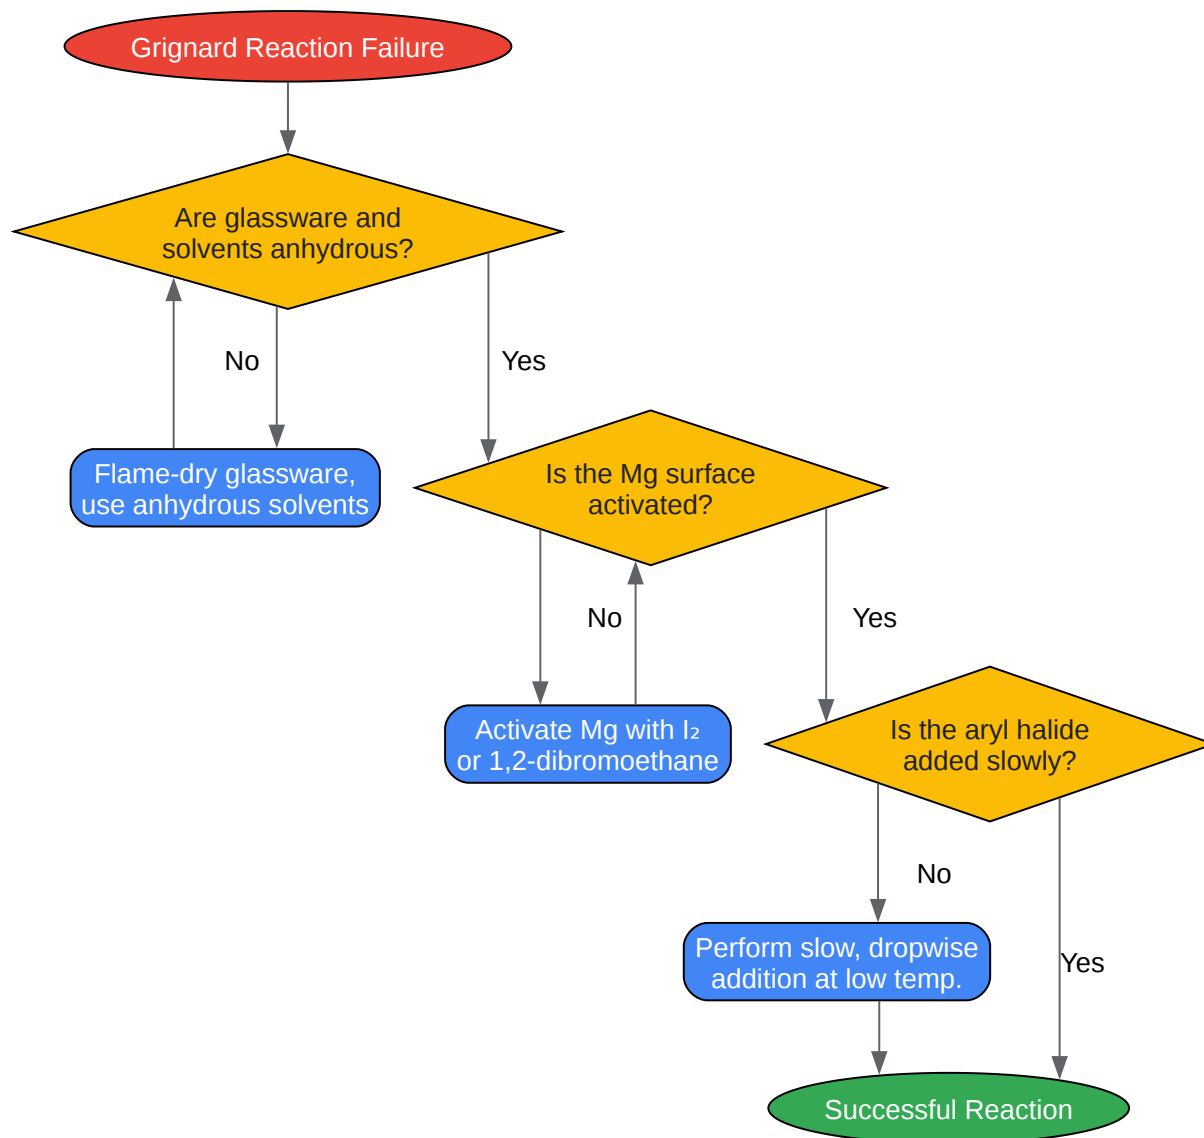 Grignard Reaction Failure
Are glassware and
solvents anhydrous?
No
Yes
Flame-dry glassware,
use anhydrous solvents
Is the Mg surface
activated?
No
Yes
Activate Mg with I₂
or 1,2-dibromoethane
Is the aryl halide
added slowly?
No
Perform slow, dropwise
addition at low temp.
Yes
Successful Reaction